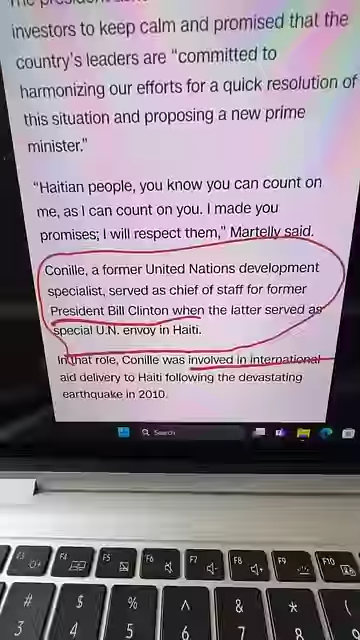 investors to keep calm and promised that the
country's leaders are "committed to
harmonizing our efforts for a quick resolution of
this situation and proposing a new prime
minister."
"Haitian people, you know you can count on
me, as I can count on you. I made you
promises; I will respect them," Martelly said.
Conille, a former United Nations development
specialist, served as chief of staff for former
President Bill Clinton when the latter served as
special U.N. envoy in Haiti.
In that role, Conille was involved in international
aid delivery to Haiti following the devastating
earthquake in 2010.
Search
F3 F4 F5 F6 F7 F8 F9 F10
# $ % ^ & * (
3 4 5 6 7 8